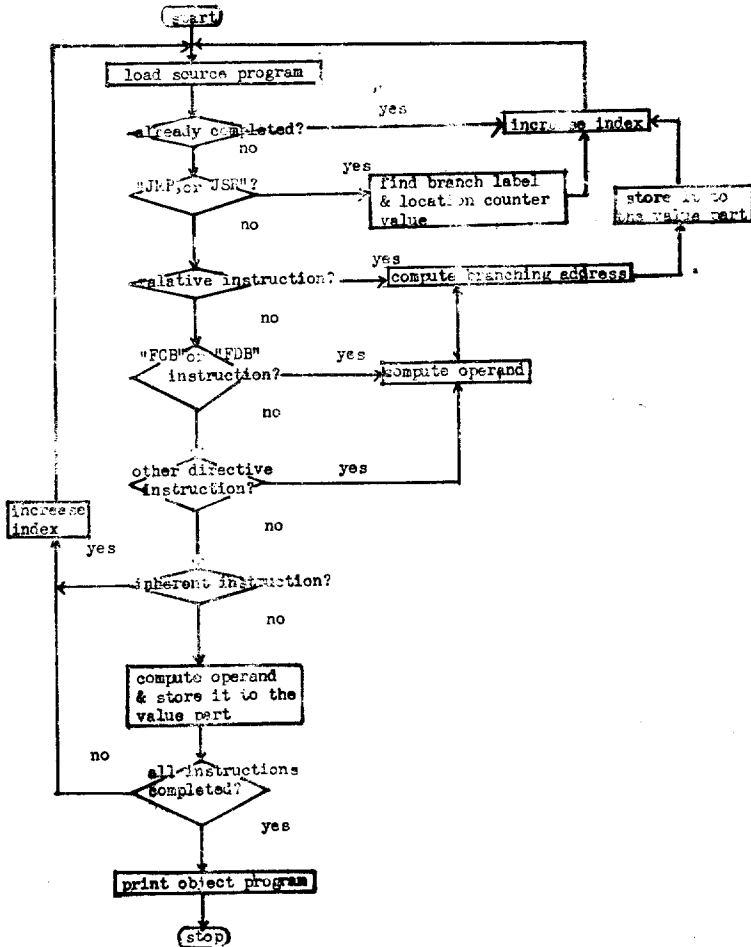 start
load source program
already completed?
yes
no
increase index
"JMP, or JSR"?
yes
no
find branch label
& location counter
value
store it to
the value part
relative instruction?
yes
no
compute branching address
"FCB" or "FDB"
instruction?
yes
no
compute operand
other directive
instruction?
yes
no
increase
index
yes
inherent instruction?
no
compute operand
& store it to the
value part
no
all instructions
completed?
yes
print object program
stop